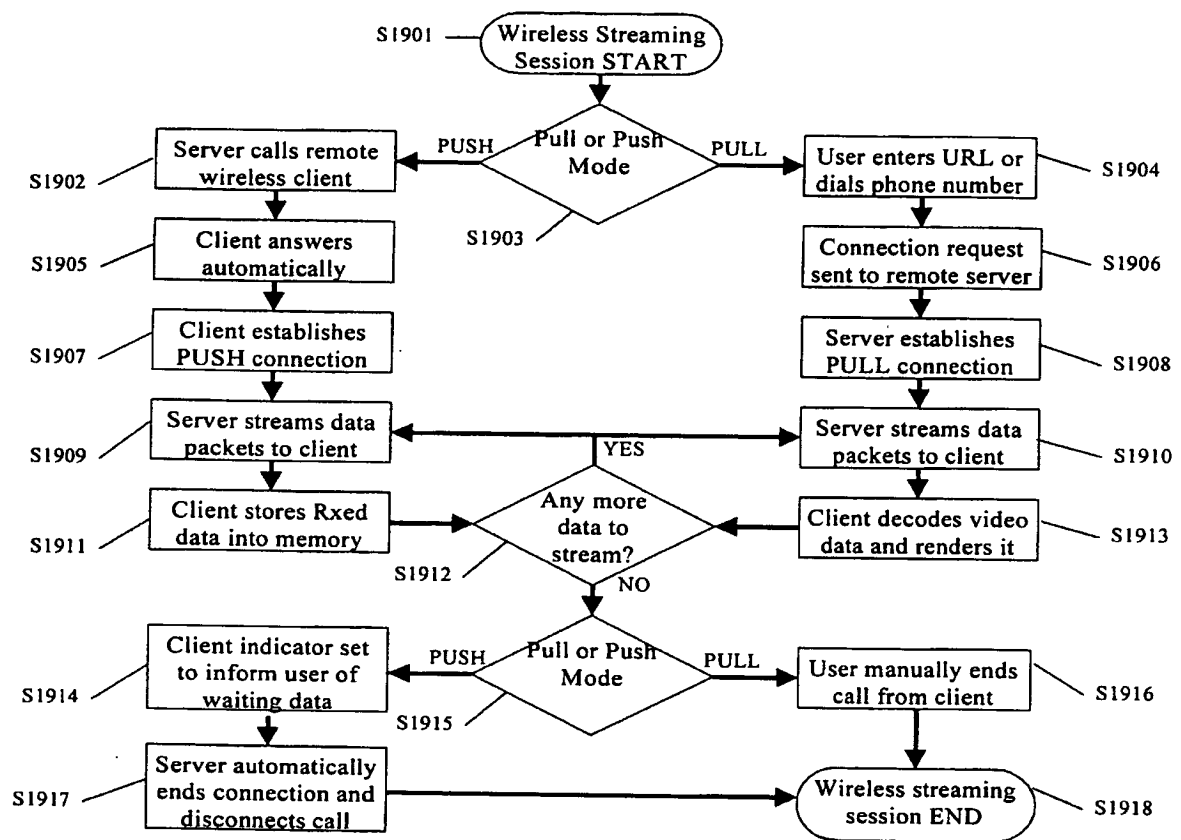 S1901
Wireless Streaming
Session START
Pull or Push
Mode
PUSH
PULL
S1903
Server calls remote
wireless client
S1902
User enters URL or
dials phone number
S1904
Client answers
automatically
S1905
Connection request
sent to remote server
S1906
Client establishes
PUSH connection
S1907
Server establishes
PULL connection
S1908
Server streams data
packets to client
S1909
YES
Server streams data
packets to client
S1910
Client stores Rxed
data into memory
S1911
Any more
data to
stream?
S1912
NO
Client decodes video
data and renders it
S1913
Client indicator set
to inform user of
waiting data
S1914
PUSH
Pull or Push
Mode
PULL
S1915
User manually ends
call from client
S1916
Server automatically
ends connection and
disconnects call
S1917
Wireless streaming
session END
S1918